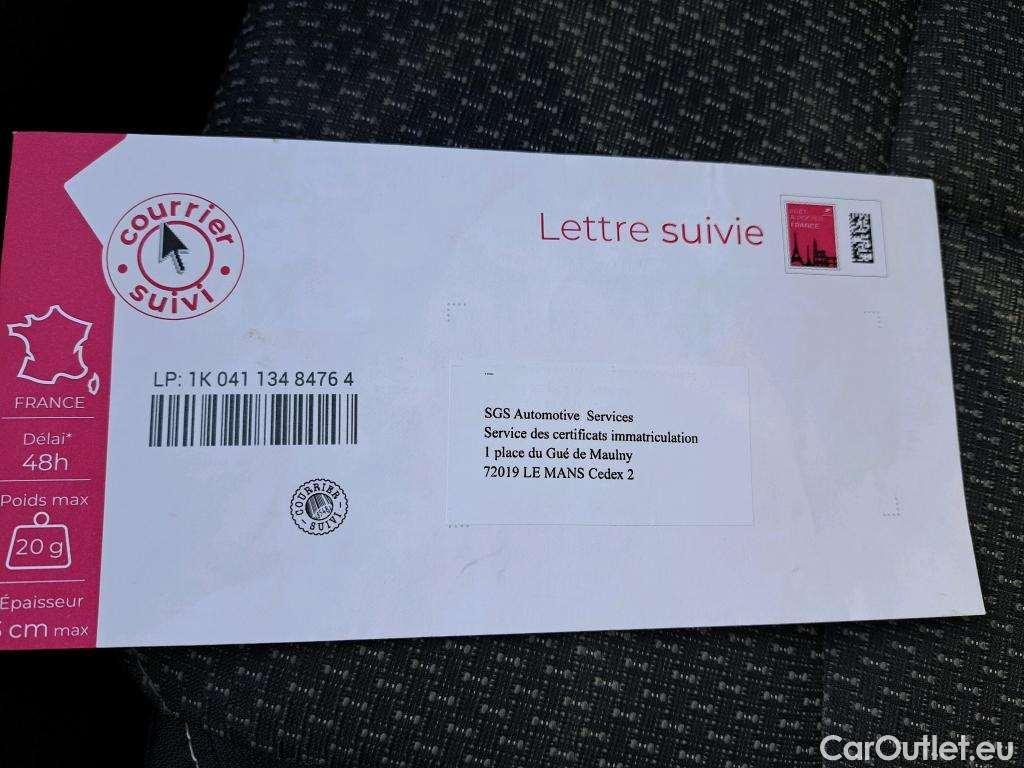 courrier
suivi
Lettre suivie
FRANCE
LP: 1K 041 134 8476 4
FRANCE
Délai*
48h
Poids max
20 g
Épaisseur
cm max
SGS Automotive Services
Service des certificats immatriculation
1 place du Gué de Maulny
72019 LE MANS Cedex 2
COURRIER
SUIVI
CarOutlet.eu